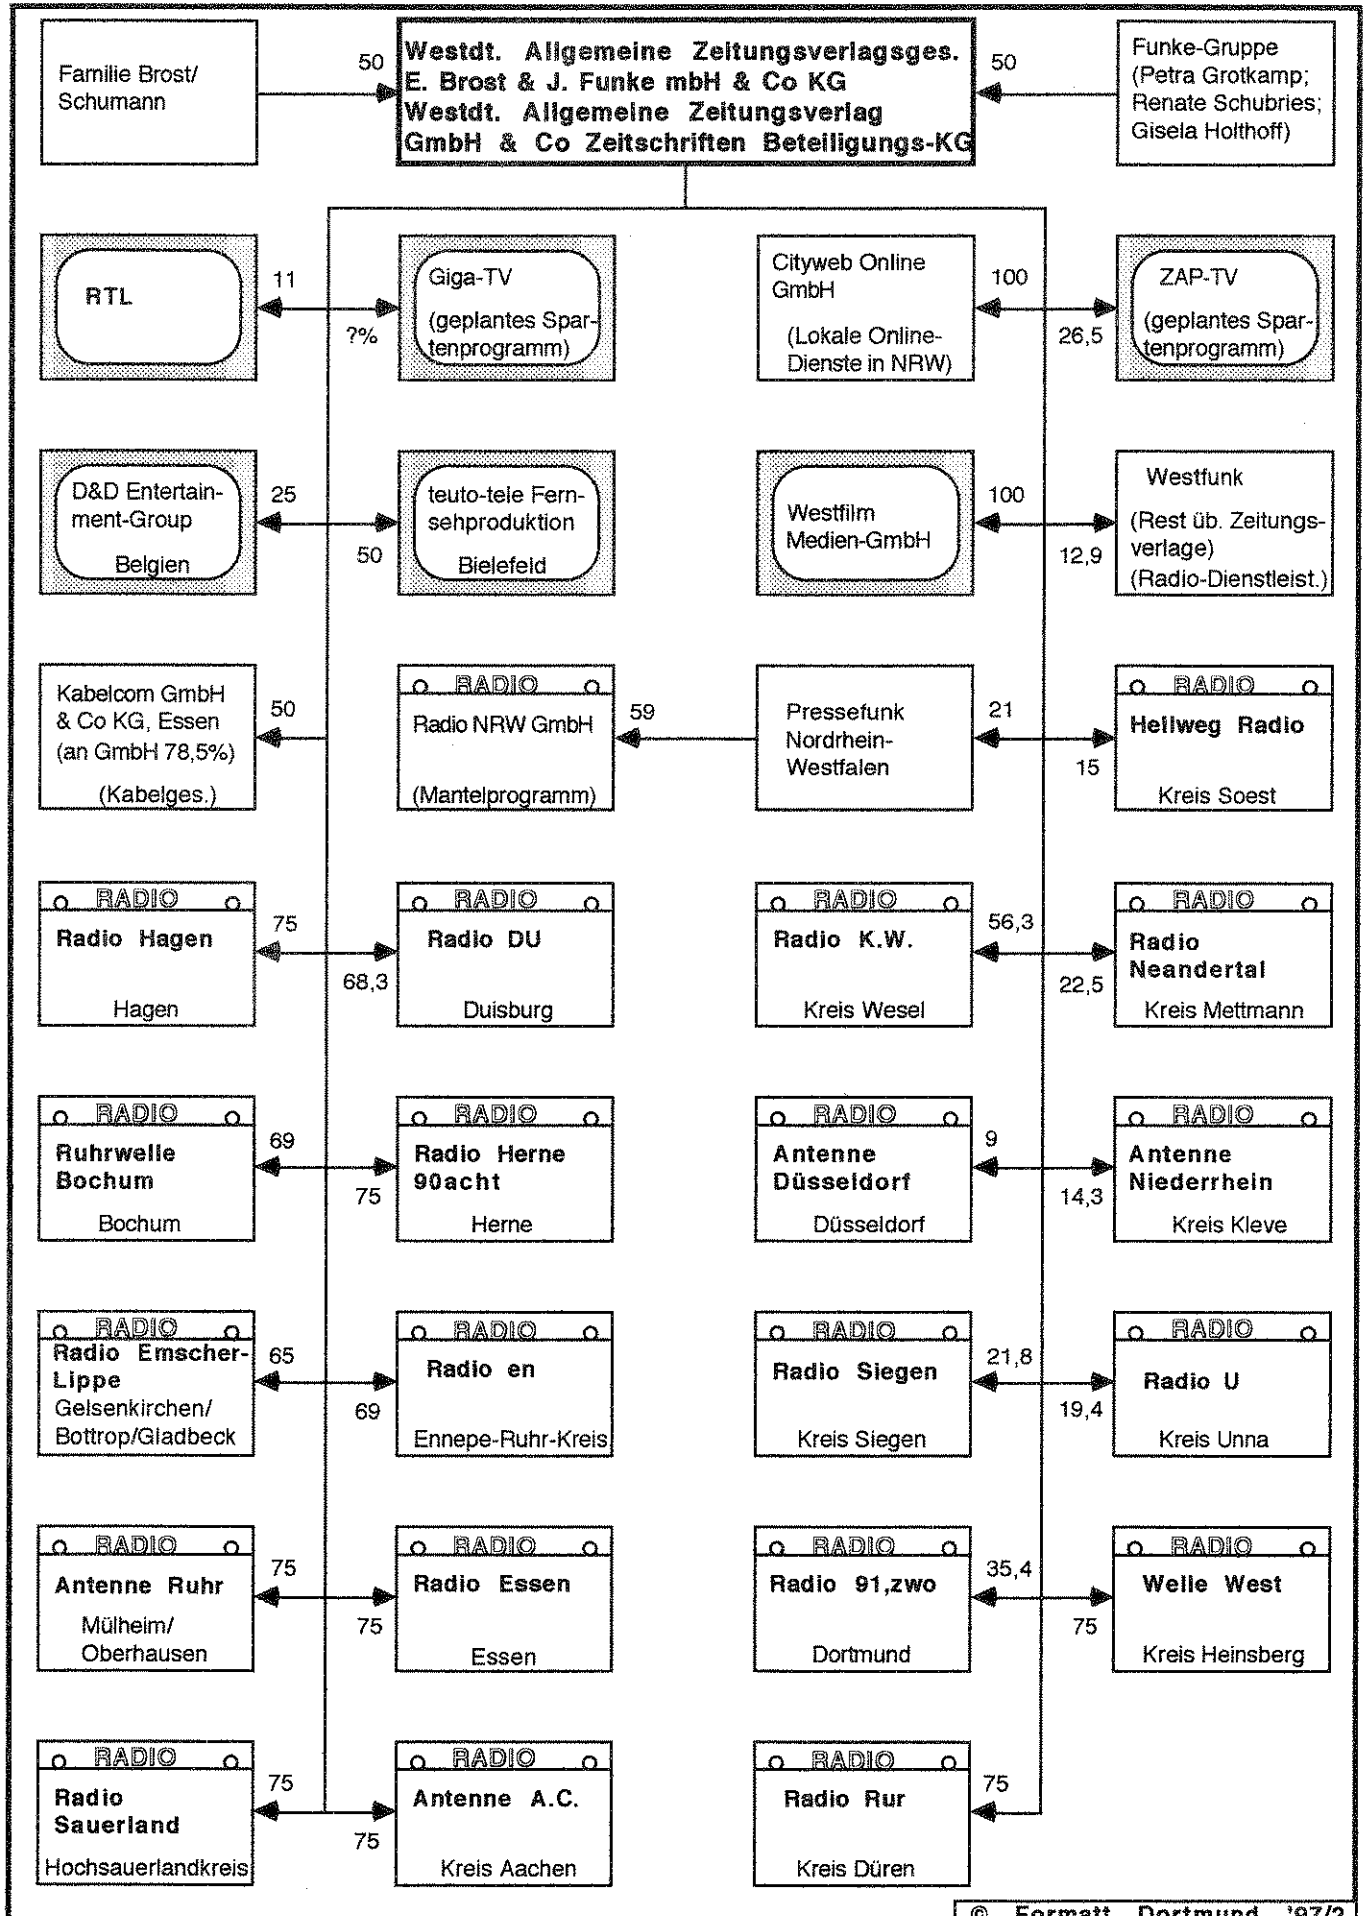 Familie Brost/
Schumann
50
Westdt. Allgemeine Zeitungsverlagsges.
E. Brost & J. Funke mbH & Co KG
Westdt. Allgemeine Zeitungsverlag
GmbH & Co Zeitschriften Beteiligungs-KG
50
Funke-Gruppe
(Petra Grotkamp;
Renate Schubries;
Gisela Holthoff)
RTL
11
?%
Giga-TV
(geplantes Spar-
tenprogramm)
Cityweb Online
GmbH
(Lokale Online-
Dienste in NRW)
100
26,5
ZAP-TV
(geplantes Spar-
tenprogramm)
D&D Entertain-
ment-Group
Belgien
25
50
teuto-tele Fern-
sehproduktion
Bielefeld
Westfilm
Medien-GmbH
100
12,9
Westfunk
(Rest üb. Zeitungs-
verlage)
(Radio-Dienstleist.)
Kabelcom GmbH
& Co KG, Essen
(an GmbH 78,5%)
(Kabelges.)
50
RADIO
Radio NRW GmbH
(Mantelprogramm)
59
Pressefunk
Nordrhein-
Westfalen
21
15
RADIO
Hellweg Radio
Kreis Soest
RADIO
Radio Hagen
Hagen
75
68,3
RADIO
Radio DU
Duisburg
RADIO
Radio K.W.
Kreis Wesel
56,3
22,5
RADIO
Radio
Neandertal
Kreis Mettmann
RADIO
Ruhrwelle
Bochum
Bochum
69
75
RADIO
Radio Herne
90acht
Herne
RADIO
Antenne
Düsseldorf
Düsseldorf
9
14,3
RADIO
Antenne
Niederrhein
Kreis Kleve
RADIO
Radio Emscher-
Lippe
Gelsenkirchen/
Bottrop/Gladbeck
65
69
RADIO
Radio en
Ennepe-Ruhr-Kreis
RADIO
Radio Siegen
Kreis Siegen
21,8
19,4
RADIO
Radio U
Kreis Unna
RADIO
Antenne Ruhr
Mülheim/
Oberhausen
75
75
RADIO
Radio Essen
Essen
RADIO
Radio 91,zwo
Dortmund
35,4
75
RADIO
Welle West
Kreis Heinsberg
RADIO
Radio
Sauerland
Hochsauerlandkreis
75
75
RADIO
Antenne A.C.
Kreis Aachen
RADIO
Radio Rur
Kreis Düren
75
© Formatt Dortmund '97/2